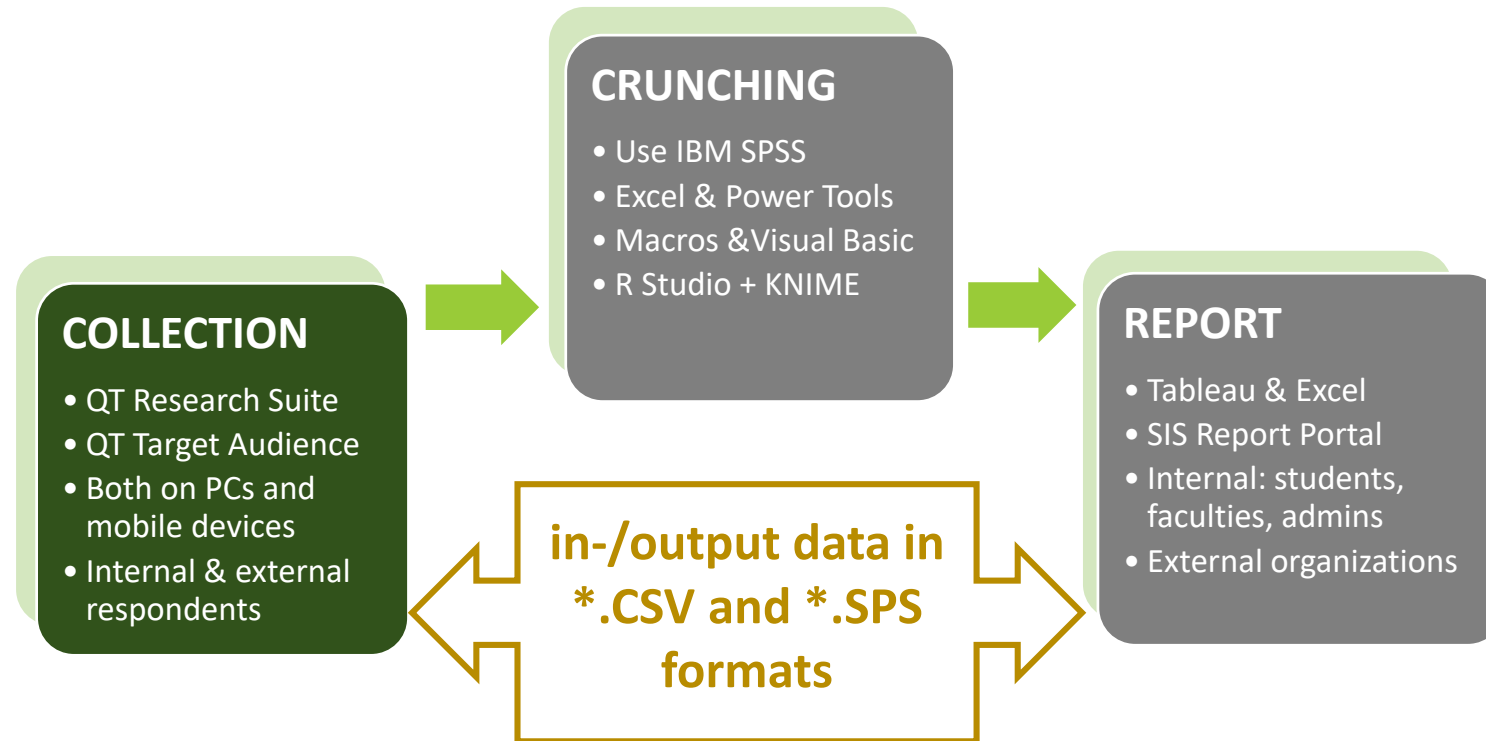 COLLECTION
• QT Research Suite
• QT Target Audience
• Both on PCs and
mobile devices
• Internal & external
respondents
CRUNCHING
• Use IBM SPSS
• Excel & Power Tools
• Macros &Visual Basic
• R Studio + KNIME
REPORT
• Tableau & Excel
• SIS Report Portal
• Internal: students,
faculties, admins
• External organizations
in-/output data in
*.CSV and *.SPS
formats